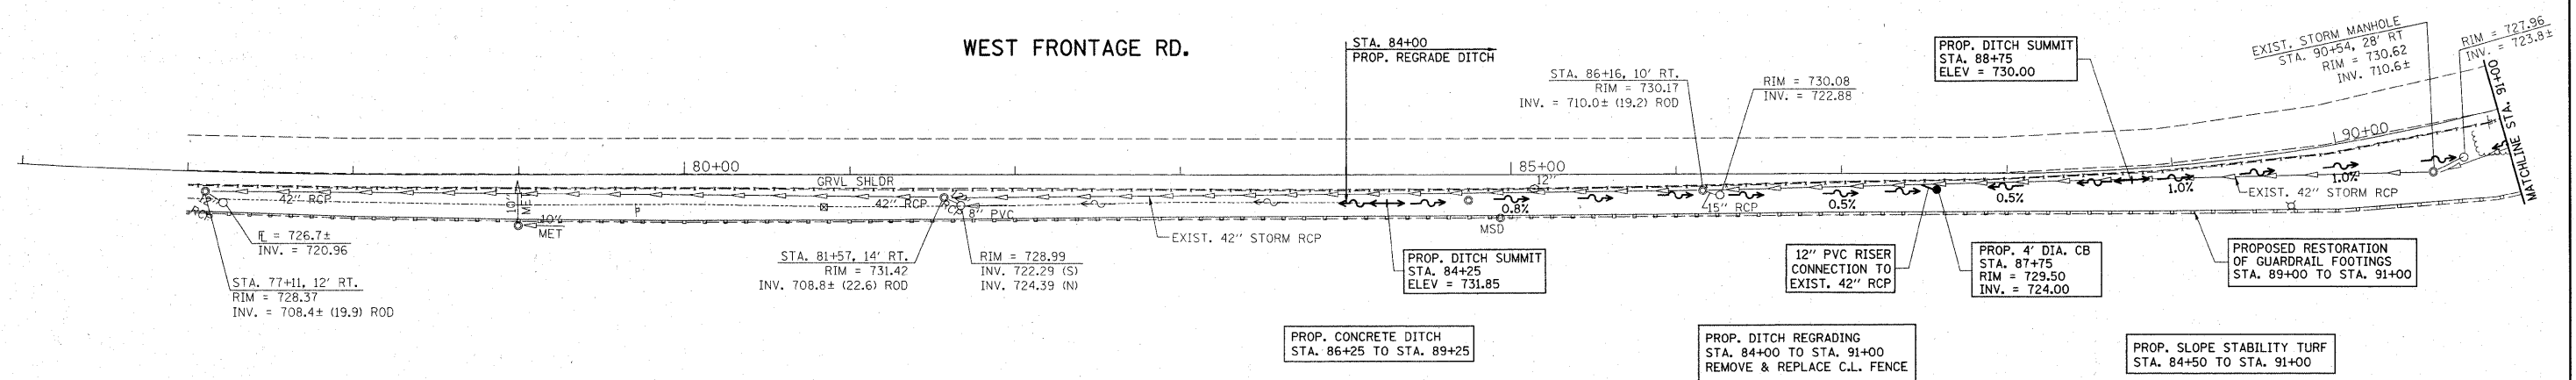 WEST FRONTAGE RD.
STA. 84+00
PROP. REGRADE DITCH
STA. 86+16, 10' RT.
RIM = 730.17
INV. = 710.0± (19.2) ROD
RIM = 730.08
INV. = 722.88
PROP. DITCH SUMMIT
STA. 88+75
ELEV = 730.00
EXIST. STORM MANHOLE
STA. 90+54, 28' RT
RIM = 730.62
INV. 710.6±
RIM = 727.96
INV. = 723.8±
MATCHLINE STA. 91+00
80+00
85+00
90+00
GRVL SHLDR
42" RCP
42" RCP
8" PVC
10'
MET
10'
MET
P
12"
0.8%
15" RCP
0.5%
0.5%
1.0%
1.0%
EXIST. 42" STORM RCP
EXIST. 42" STORM RCP
MSD
℄ = 726.7±
INV. = 720.96
STA. 77+11, 12' RT.
RIM = 728.37
INV. = 708.4± (19.9) ROD
STA. 81+57, 14' RT.
RIM = 731.42
INV. 708.8± (22.6) ROD
RIM = 728.99
INV. 722.29 (S)
INV. 724.39 (N)
PROP. DITCH SUMMIT
STA. 84+25
ELEV = 731.85
12" PVC RISER
CONNECTION TO
EXIST. 42" RCP
PROP. 4' DIA. CB
STA. 87+75
RIM = 729.50
INV. = 724.00
PROPOSED RESTORATION
OF GUARDRAIL FOOTINGS
STA. 89+00 TO STA. 91+00
PROP. CONCRETE DITCH
STA. 86+25 TO STA. 89+25
PROP. DITCH REGRADING
STA. 84+00 TO STA. 91+00
REMOVE & REPLACE C.L. FENCE
PROP. SLOPE STABILITY TURF
STA. 84+50 TO STA. 91+00